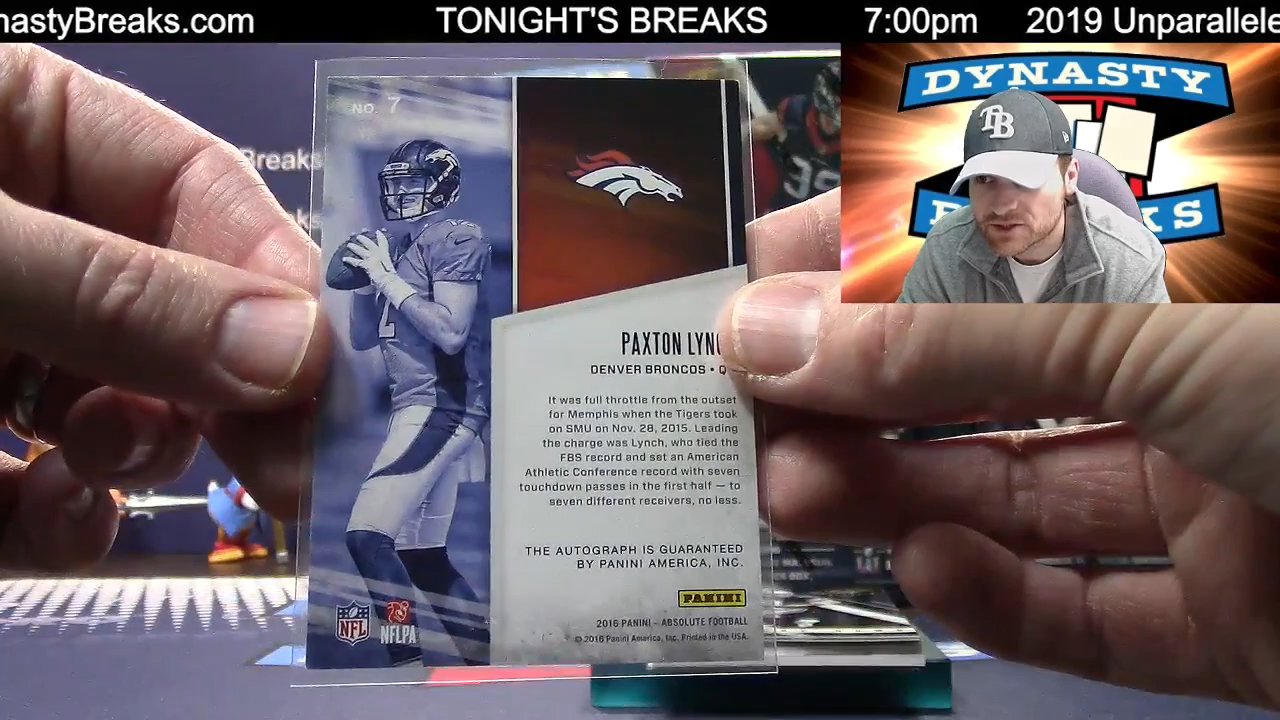 nastyBreaks.com TONIGHT'S BREAKS 7:00pm 2019 Unparallele
DYNASTY
TB
KS
Breaks
NO. 7
PAXTON LYNC
DENVER BRONCOS • Q
It was full throttle from the outset
for Memphis when the Tigers took
on SMU on Nov. 28, 2015. Leading
the charge was Lynch, who tied the
FBS record and set an American
Athletic Conference record with seven
touchdown passes in the first half — to
seven different receivers, no less.
THE AUTOGRAPH IS GUARANTEED
BY PANINI AMERICA, INC.
PANINI
2016 PANINI – ABSOLUTE FOOTBALL
© 2016 Panini America, Inc. Printed in the USA.
NFL
NFLPA